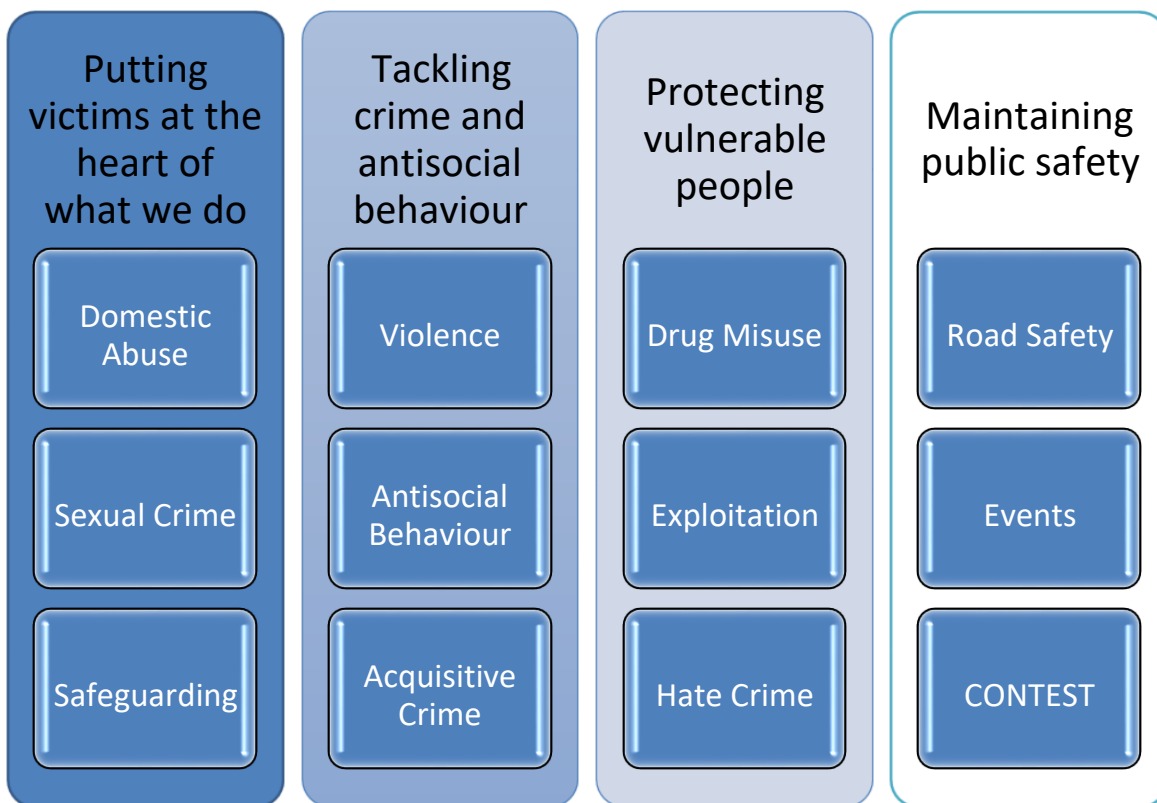 Putting
victims at the
heart of
what we do
Domestic
Abuse
Sexual Crime
Safeguarding
Tackling
crime and
antisocial
behaviour
Violence
Antisocial
Behaviour
Acquisitive
Crime
Protecting
vulnerable
people
Drug Misuse
Exploitation
Hate Crime
Maintaining
public safety
Road Safety
Events
CONTEST